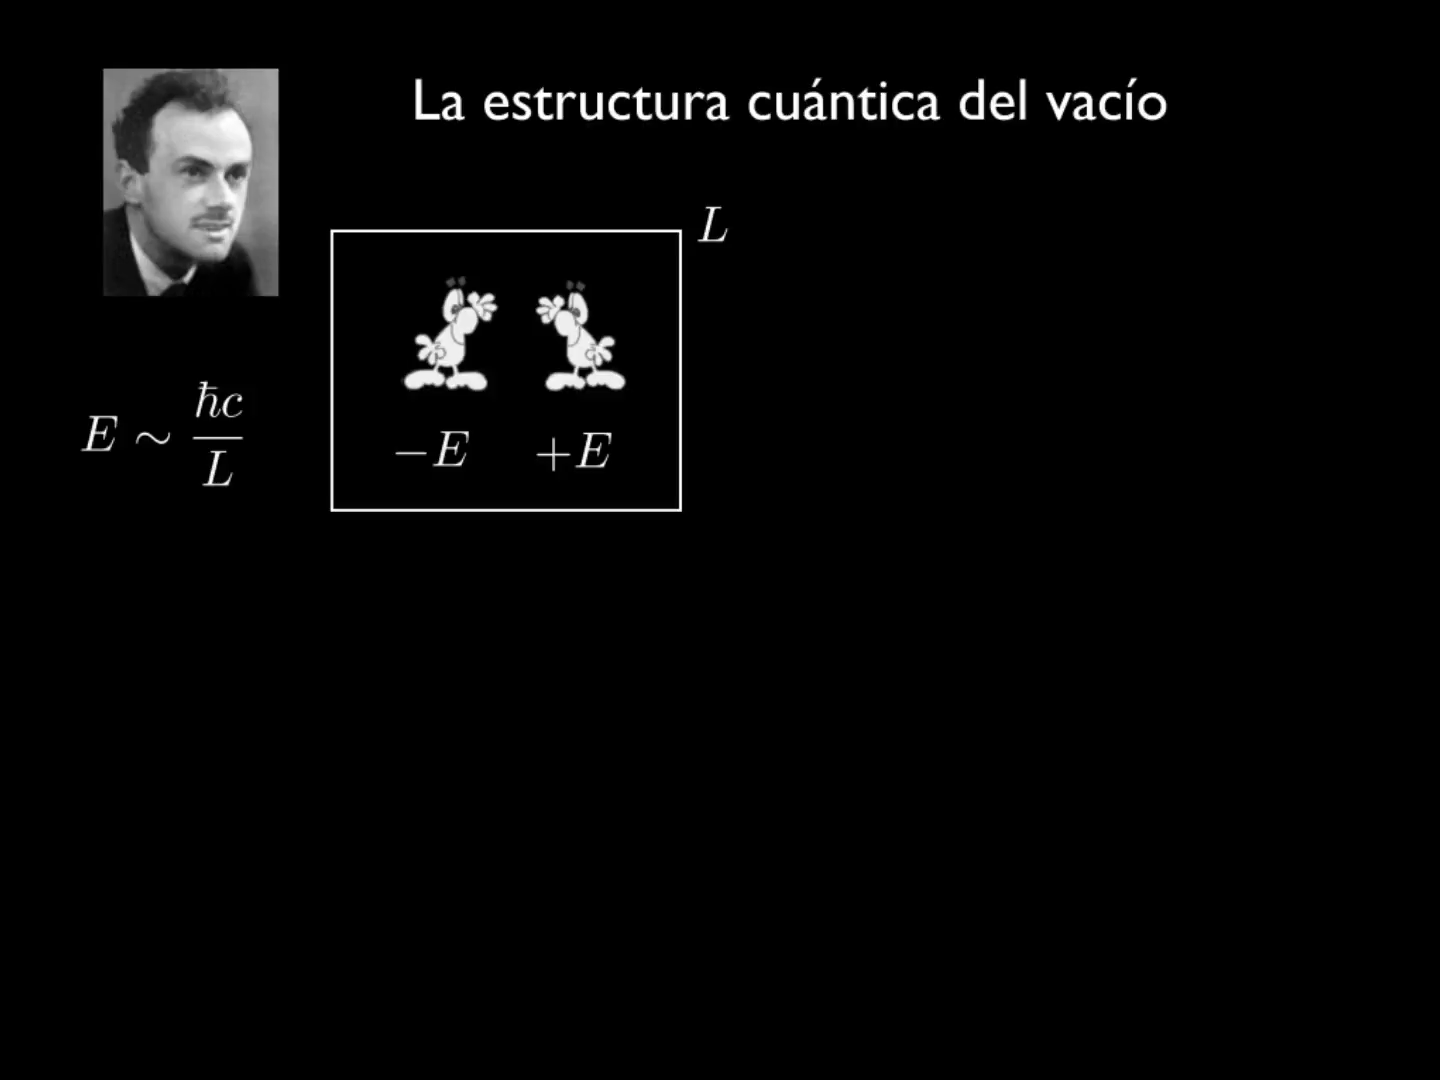 La estructura cuántica del vacío
L
E ∼ ħc / L
−E +E